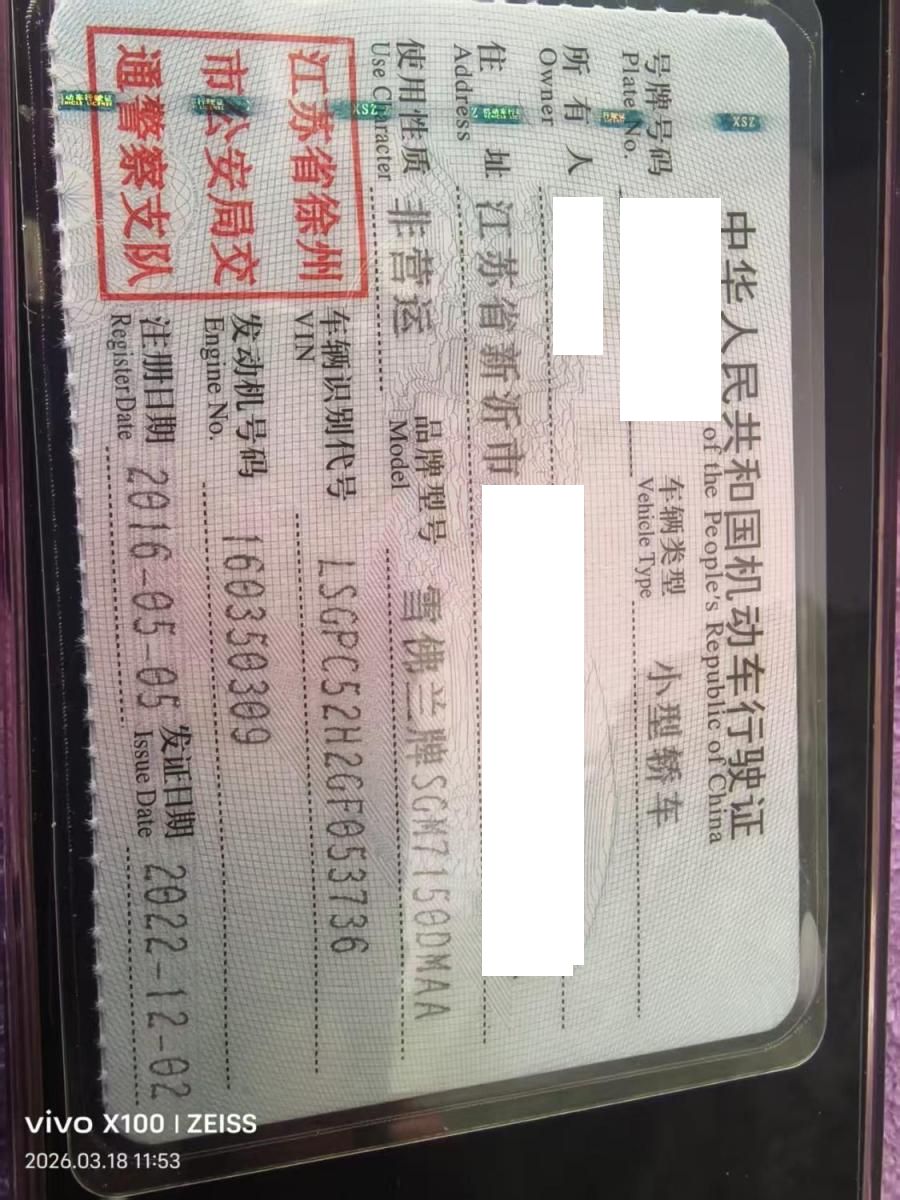 中华人民共和国机动车行驶证
of the People's Republic of China
号牌号码
Plate No.
车辆类型 小型轿车
Vehicle Type
所有人
Owner
住址 江苏省新沂市
Address
使用性质 非营运
Use Character
品牌型号 雪佛兰牌SGM7150DMAA
Model
江苏省徐州
市公安局交
通警察支队
车辆识别代号 LSGPC52H2GF053736
VIN
发动机号码 160350309
Engine No.
注册日期 2016-05-05
Register Date
发证日期 2022-12-02
Issue Date
XSZ
XSZ
vivo X100 | ZEISS
2026.03.18 11:53